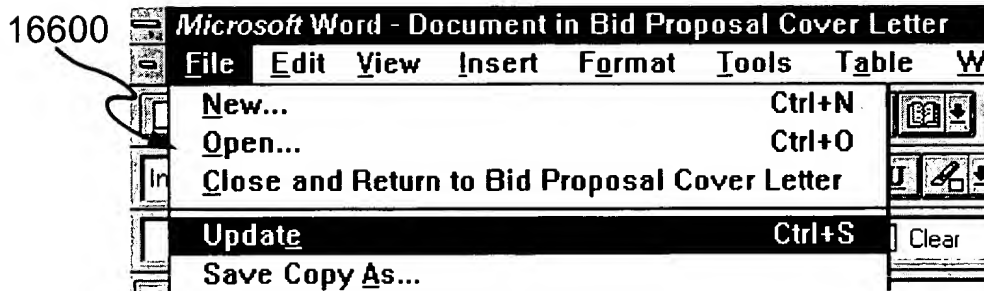 16600
Microsoft Word - Document in Bid Proposal Cover Letter
File Edit View Insert Format Tools Table W
New... Ctrl+N
Open... Ctrl+O
In
Close and Return to Bid Proposal Cover Letter U
Update Ctrl+S Clear
Save Copy As...